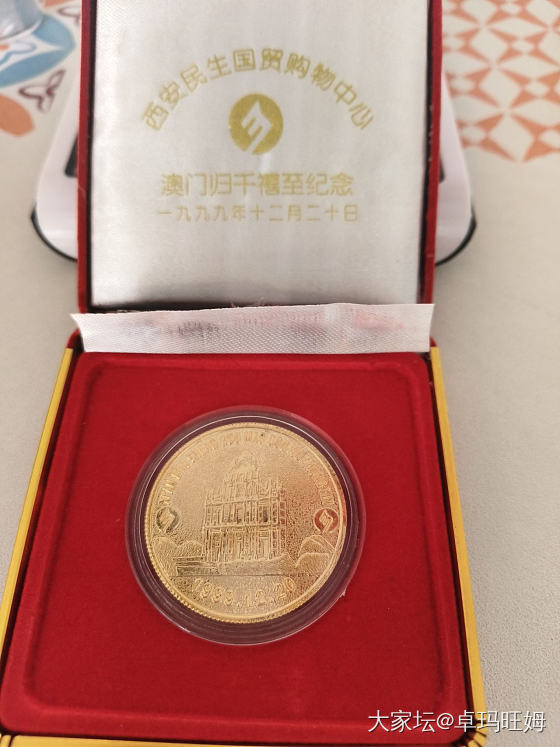 西安民生国贸购物中心
澳门归千禧至纪念
一九九九年十二月二十日
1999.12.20
大家坛@卓玛旺姆